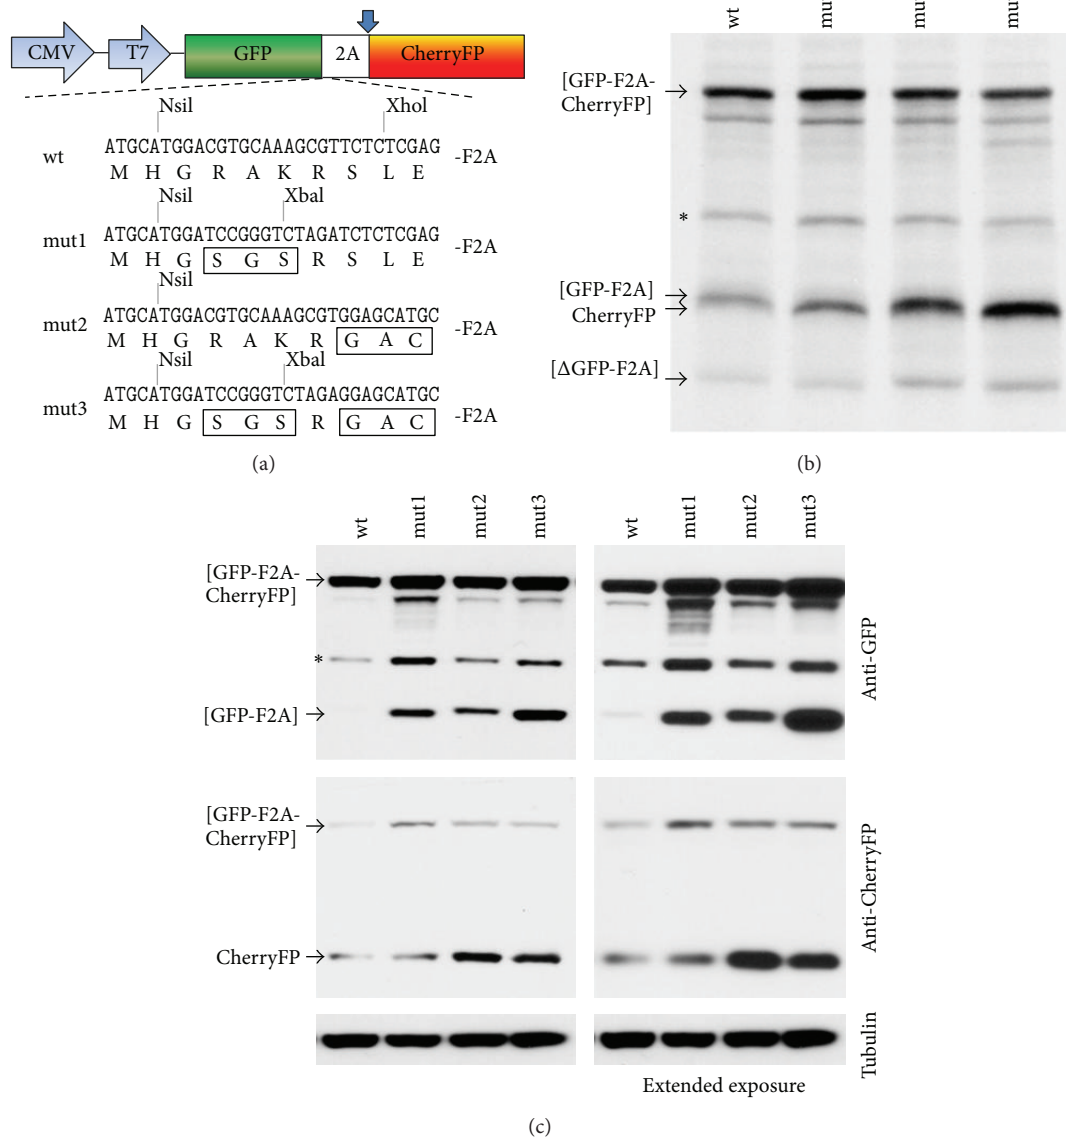 CMV T7 GFP 2A CherryFP
NsiI XhoI
wt ATGCATGGACGTGCAAAGCGTTCTCTCGAG -F2A
M H G R A K R S L E
NsiI XbaI
mut1 ATGCATGGATCCGGGTCTAGATCTCTCGAG -F2A
M H G S G S R S L E
NsiI
mut2 ATGCATGGACGTGCAAAGCGTGGAGCATGC -F2A
M H G R A K R G A C
NsiI XbaI
mut3 ATGCATGGATCCGGGTCTAGAGGAGCATGC -F2A
M H G S G S R G A C
(a)
wt mu mu mu
[GFP-F2A-
CherryFP]
*
[GFP-F2A]
CherryFP
[ΔGFP-F2A]
(b)
wt mut1 mut2 mut3 wt mut1 mut2 mut3
[GFP-F2A-
CherryFP]
*
[GFP-F2A]
Anti-GFP
[GFP-F2A-
CherryFP]
CherryFP
Anti-CherryFP
Tubulin
Extended exposure
(c)